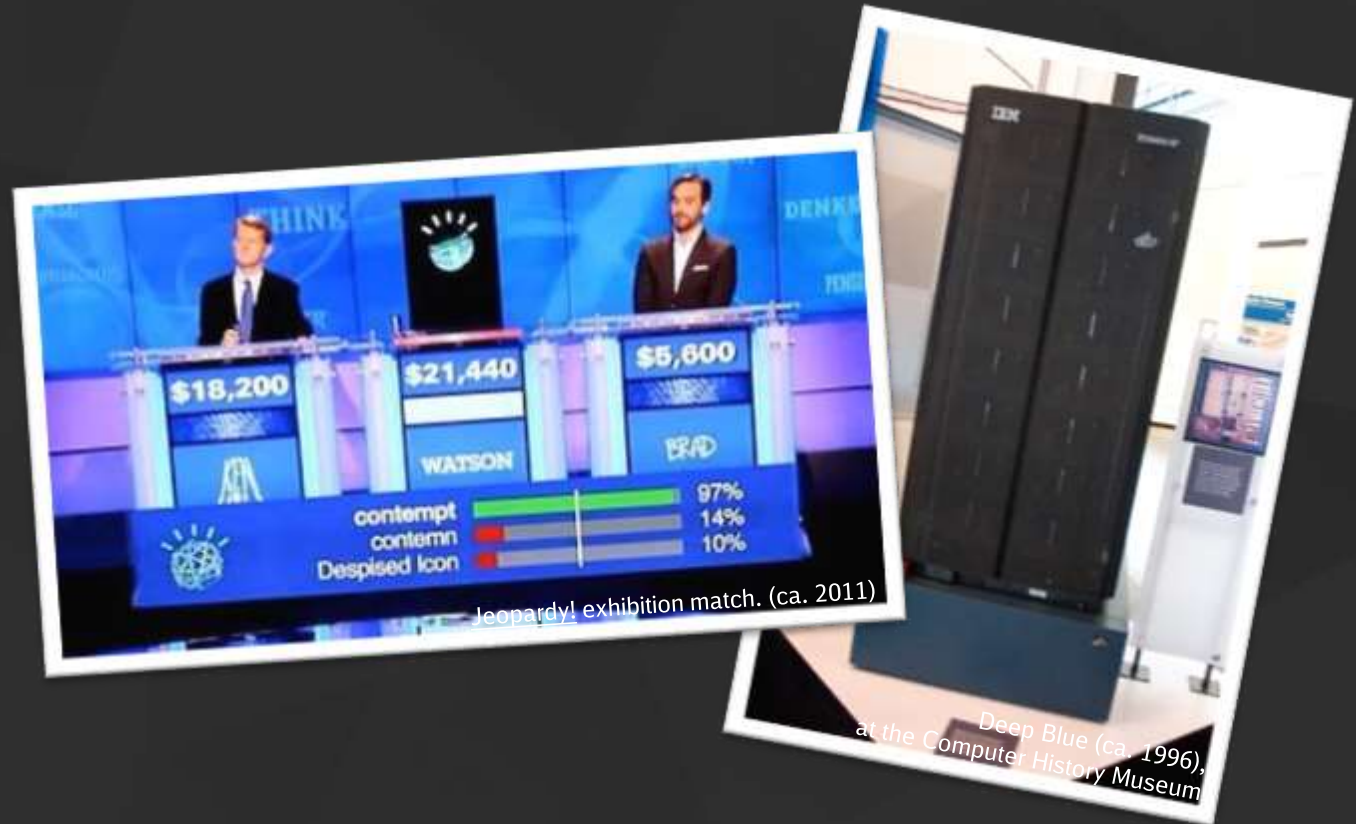 THINK
$18,200
$21,440
$5,600
KEN
WATSON
BRAD
contempt 97%
contemn 14%
Despised Icon 10%
Jeopardy! exhibition match. (ca. 2011)
IBM
Deep Blue (ca. 1996),
at the Computer History Museum